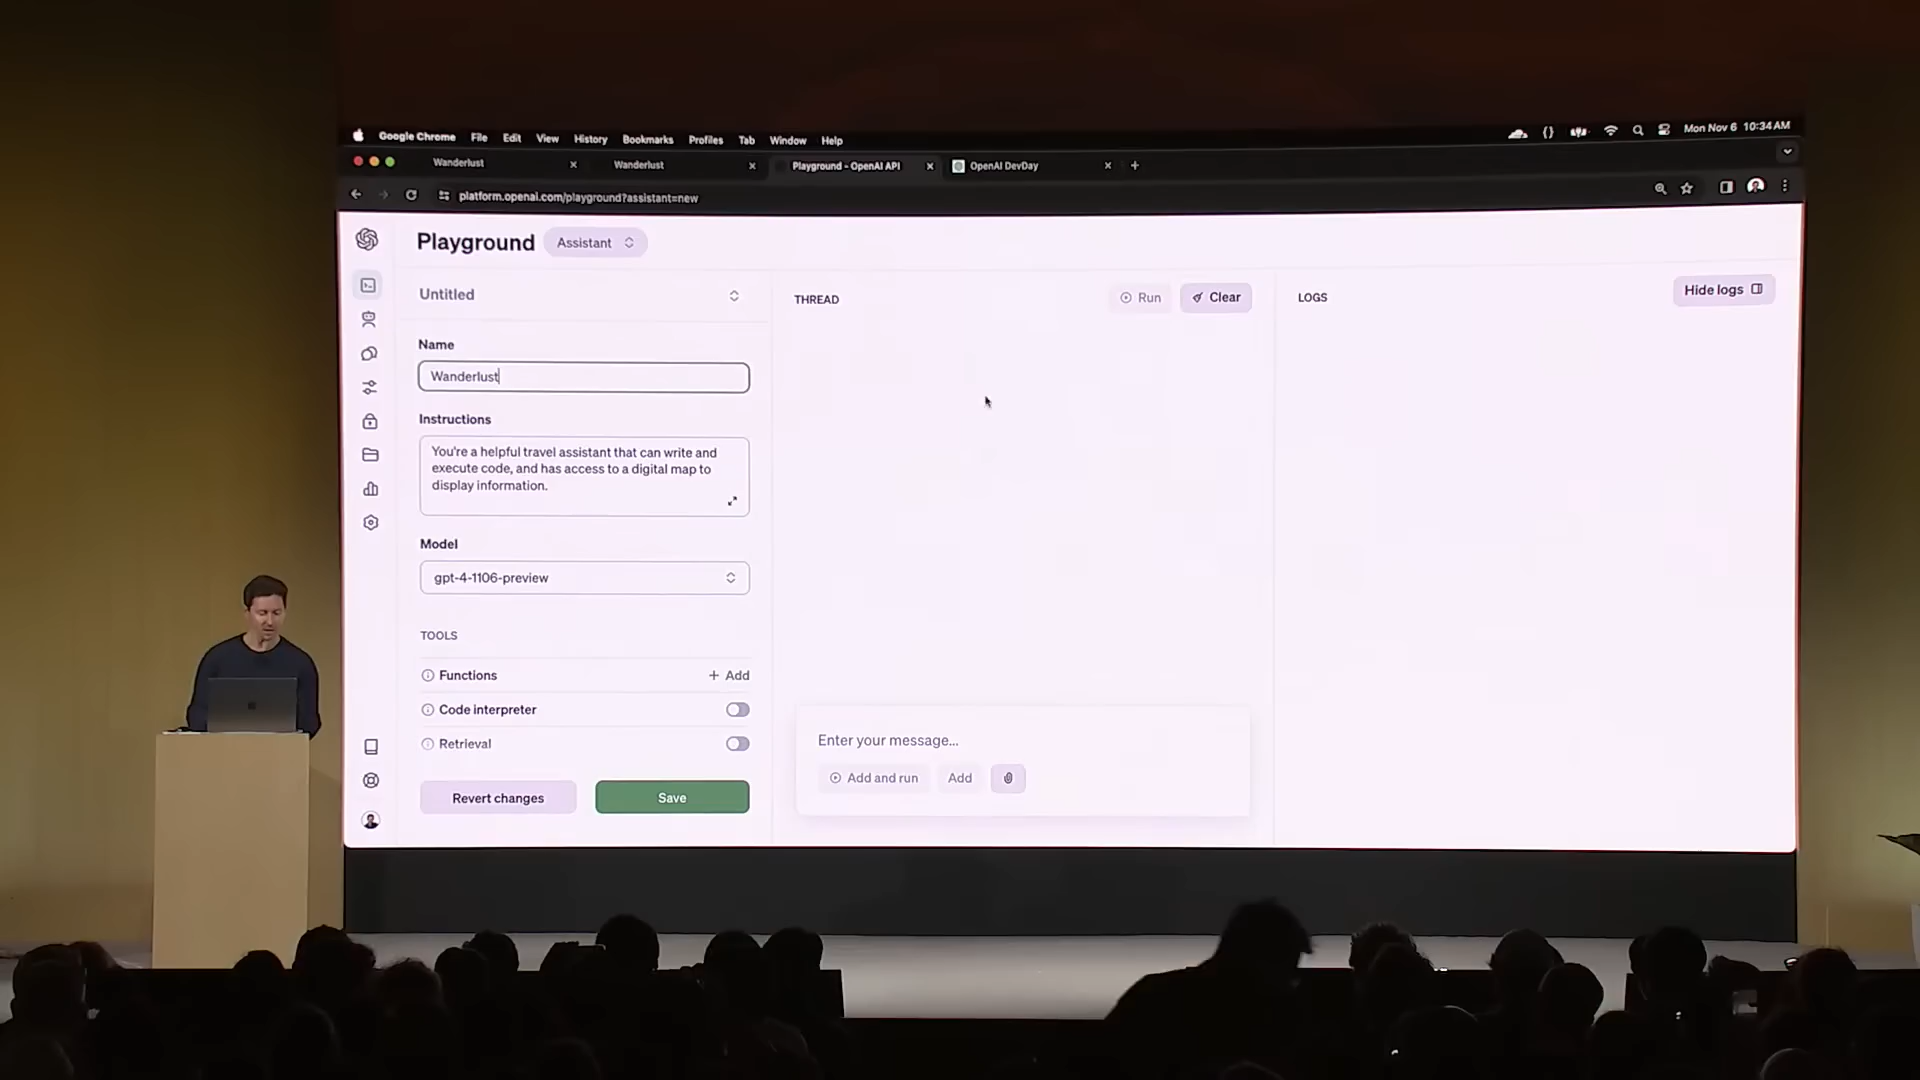 Google Chrome File Edit View History Bookmarks Profiles Tab Window Help
Mon Nov 6 10:34 AM
Wanderlust
Wanderlust
Playground - OpenAI API
OpenAI DevDay
platform.openai.com/playground?assistant=new
Playground
Assistant
Untitled
Name
Wanderlust
Instructions
You're a helpful travel assistant that can write and
execute code, and has access to a digital map to
display information.
Model
gpt-4-1106-preview
TOOLS
Functions
+ Add
Code interpreter
Retrieval
Revert changes
Save
THREAD
Run
Clear
Enter your message...
Add and run
Add
LOGS
Hide logs